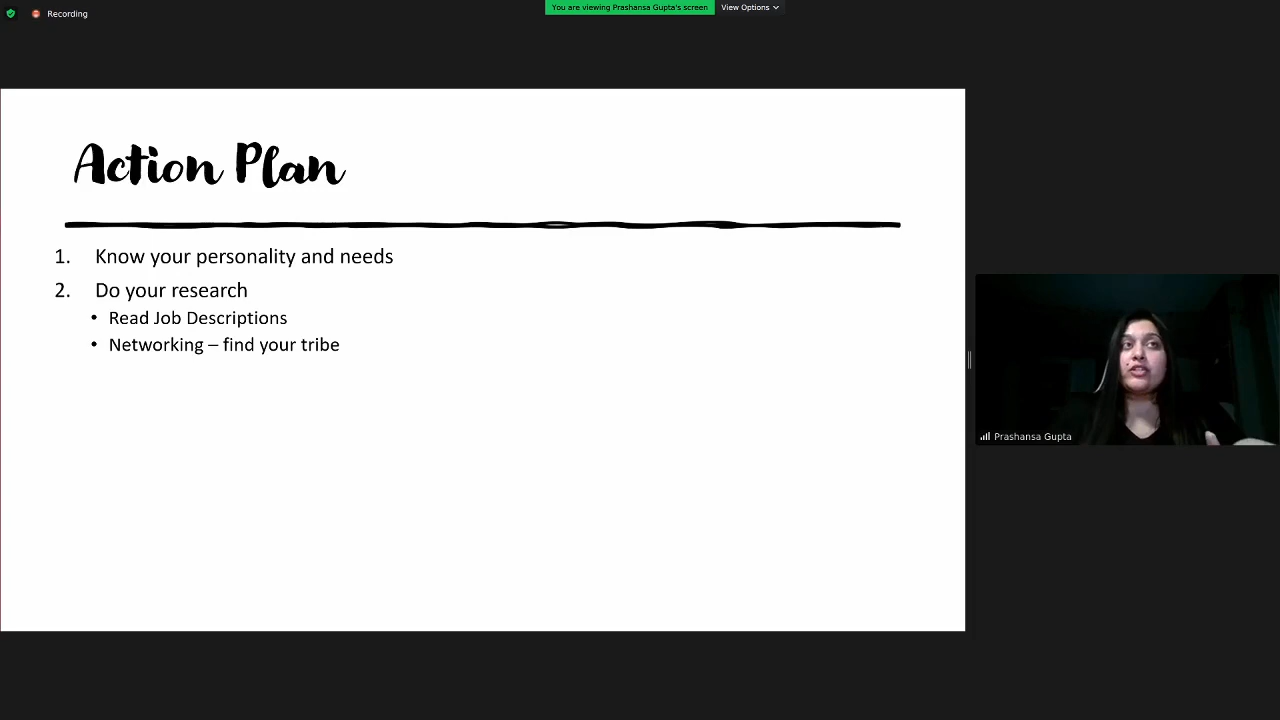 Recording
You are viewing Prashansa Gupta's screen
View Options
Action Plan
1. Know your personality and needs
2. Do your research
• Read Job Descriptions
• Networking – find your tribe
Prashansa Gupta